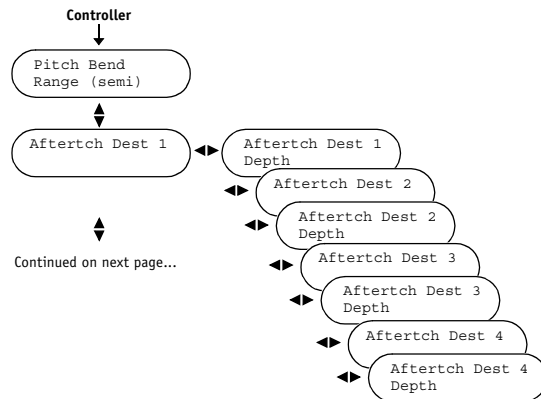 Controller
Pitch Bend
Range (semi)
Aftertch Dest 1
Aftertch Dest 1
Depth
Aftertch Dest 2
Aftertch Dest 2
Depth
Aftertch Dest 3
Aftertch Dest 3
Depth
Aftertch Dest 4
Aftertch Dest 4
Depth
Continued on next page...